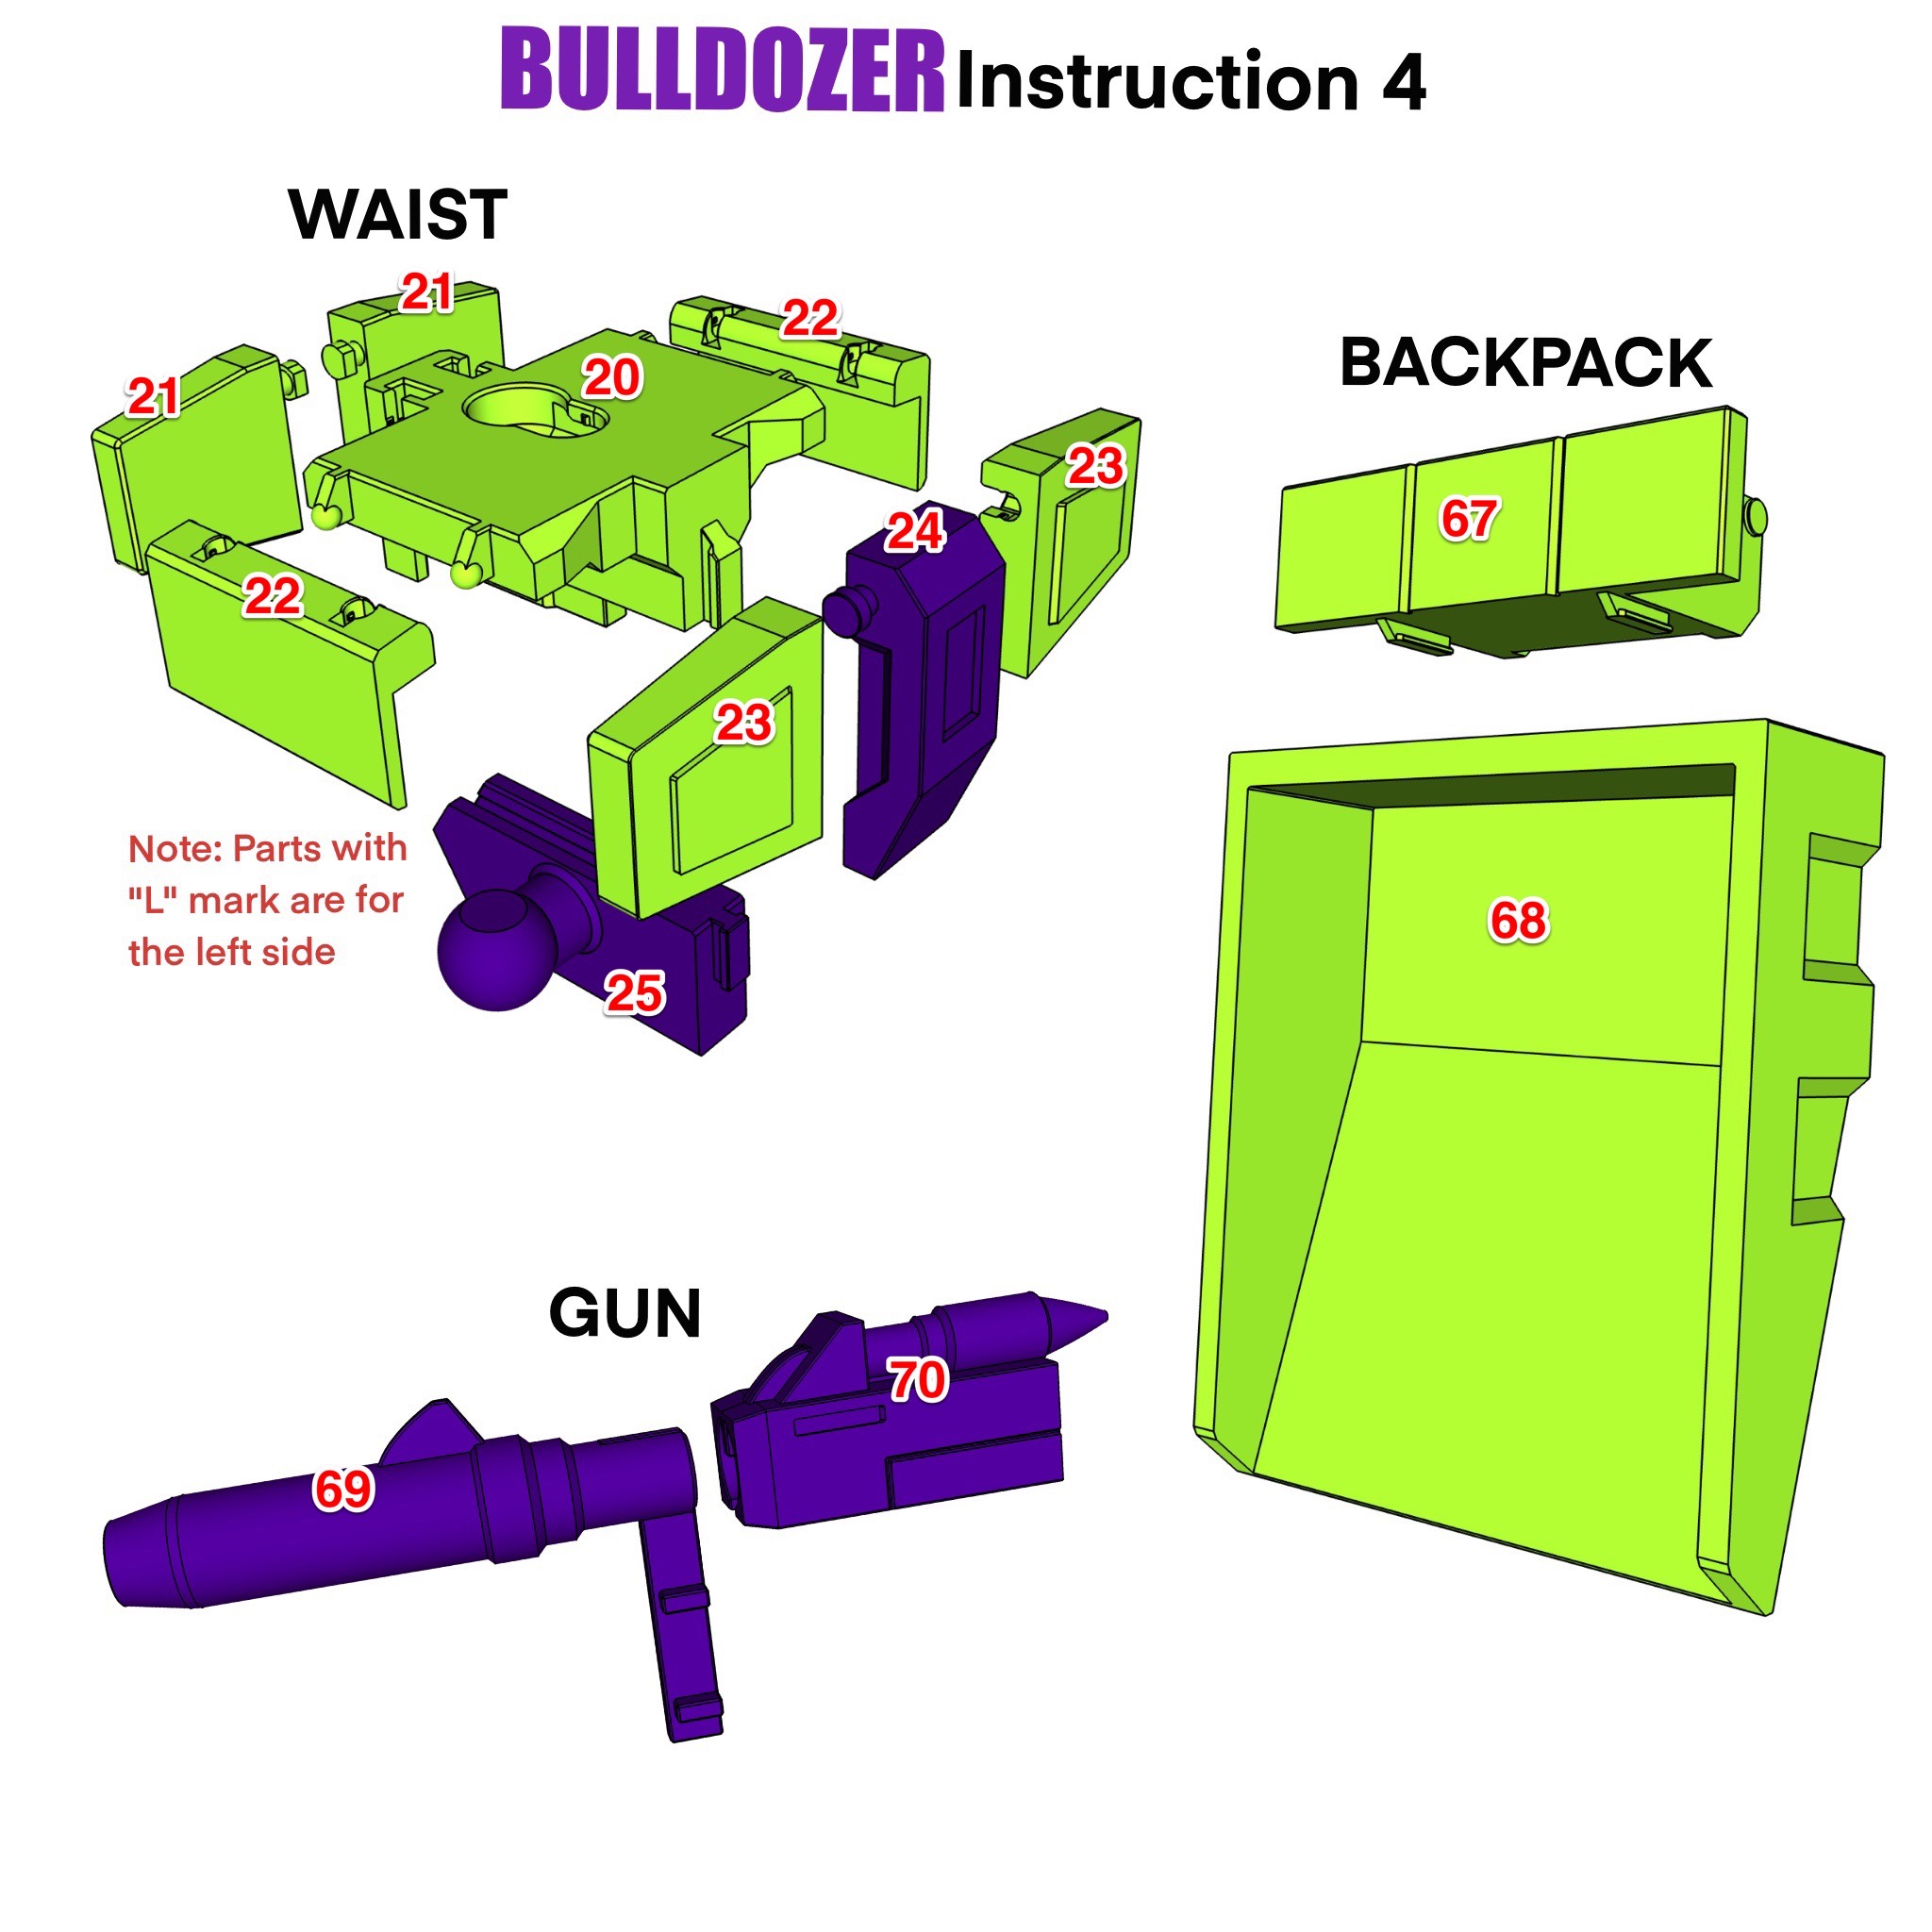 BULLDOZER Instruction 4
WAIST
21
22
21
20
BACKPACK
23
67
24
22
23
Note: Parts with
"L" mark are for
the left side
68
25
GUN
70
69